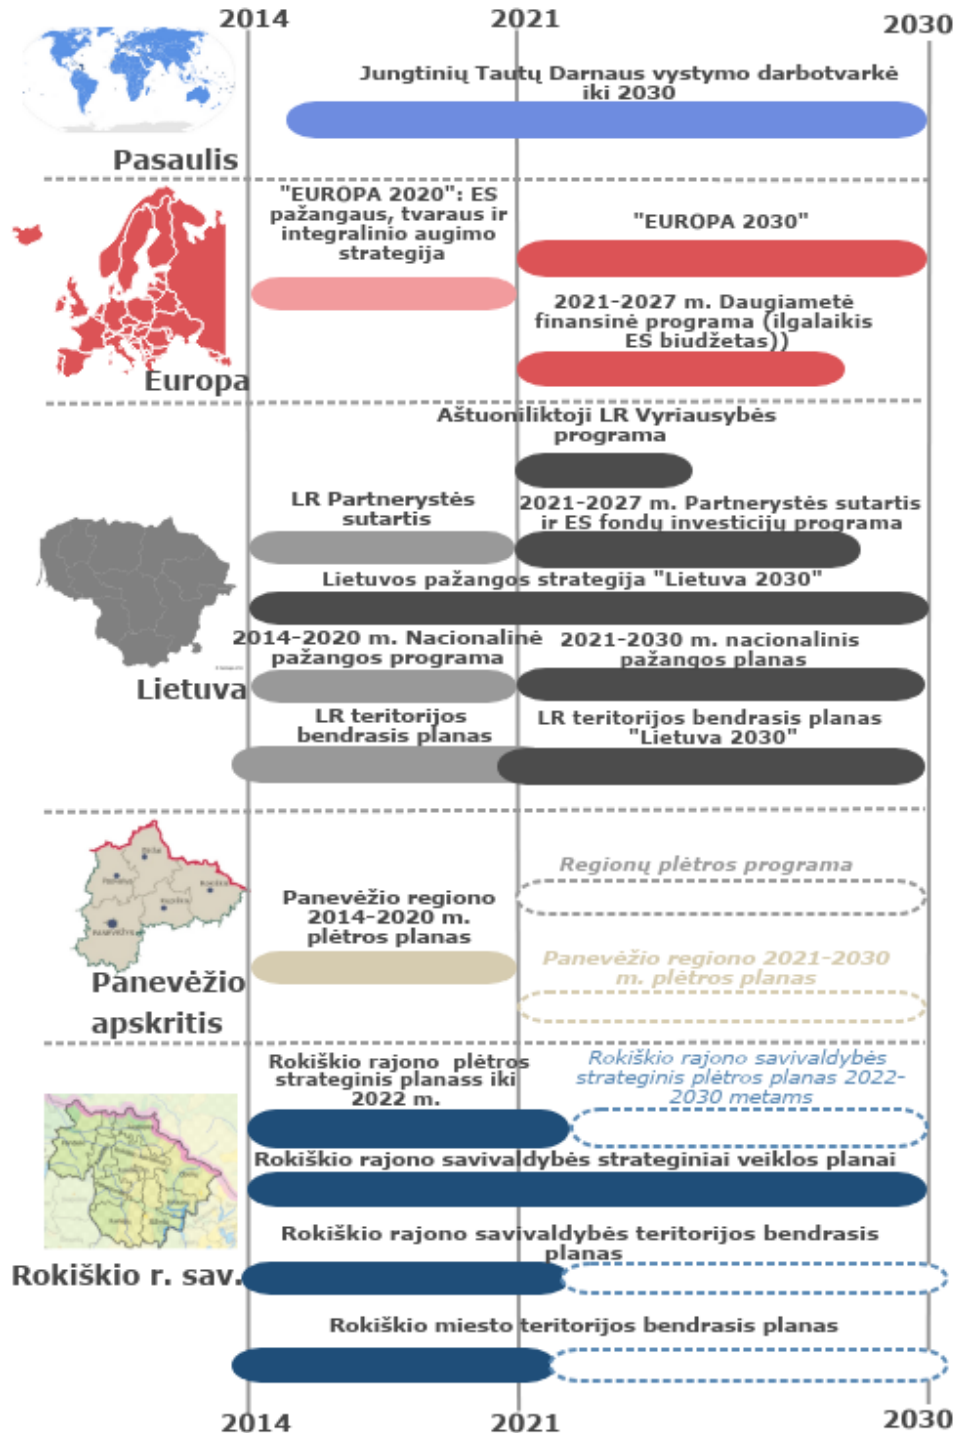 2014
2021
2030
Jungtinių Tautų Darnaus vystymo darbotvarkė
iki 2030
Pasaulis
"EUROPA 2020": ES
pažangaus, tvaraus ir
integralinio augimo
strategija
"EUROPA 2030"
2021-2027 m. Daugiametė
finansinė programa (ilgalaikis
ES biudžetas))
Europa
Aštuoniliktoji LR Vyriausybės
programa
LR Partnerystės
sutartis
2021-2027 m. Partnerystės sutartis
ir ES fondų investicijų programa
Lietuvos pažangos strategija "Lietuva 2030"
2014-2020 m. Nacionalinė
pažangos programa
2021-2030 m. nacionalinis
pažangos planas
Lietuva
LR teritorijos
bendrasis planas
LR teritorijos bendrasis planas
"Lietuva 2030"
Regionų plėtros programa
Panevėžio regiono
2014-2020 m.
plėtros planas
Panevėžio regiono 2021-2030
m. plėtros planas
Panevėžio
apskritis
Rokiškio rajono plėtros
strateginis planass iki
2022 m.
Rokiškio rajono savivaldybės
strateginis plėtros planas 2022-
2030 metams
Rokiškio rajono savivaldybės strateginiai veiklos planai
Rokiškio rajono savivaldybės teritorijos bendrasis
planas
Rokiškio r. sav.
Rokiškio miesto teritorijos bendrasis planas
2014
2021
2030